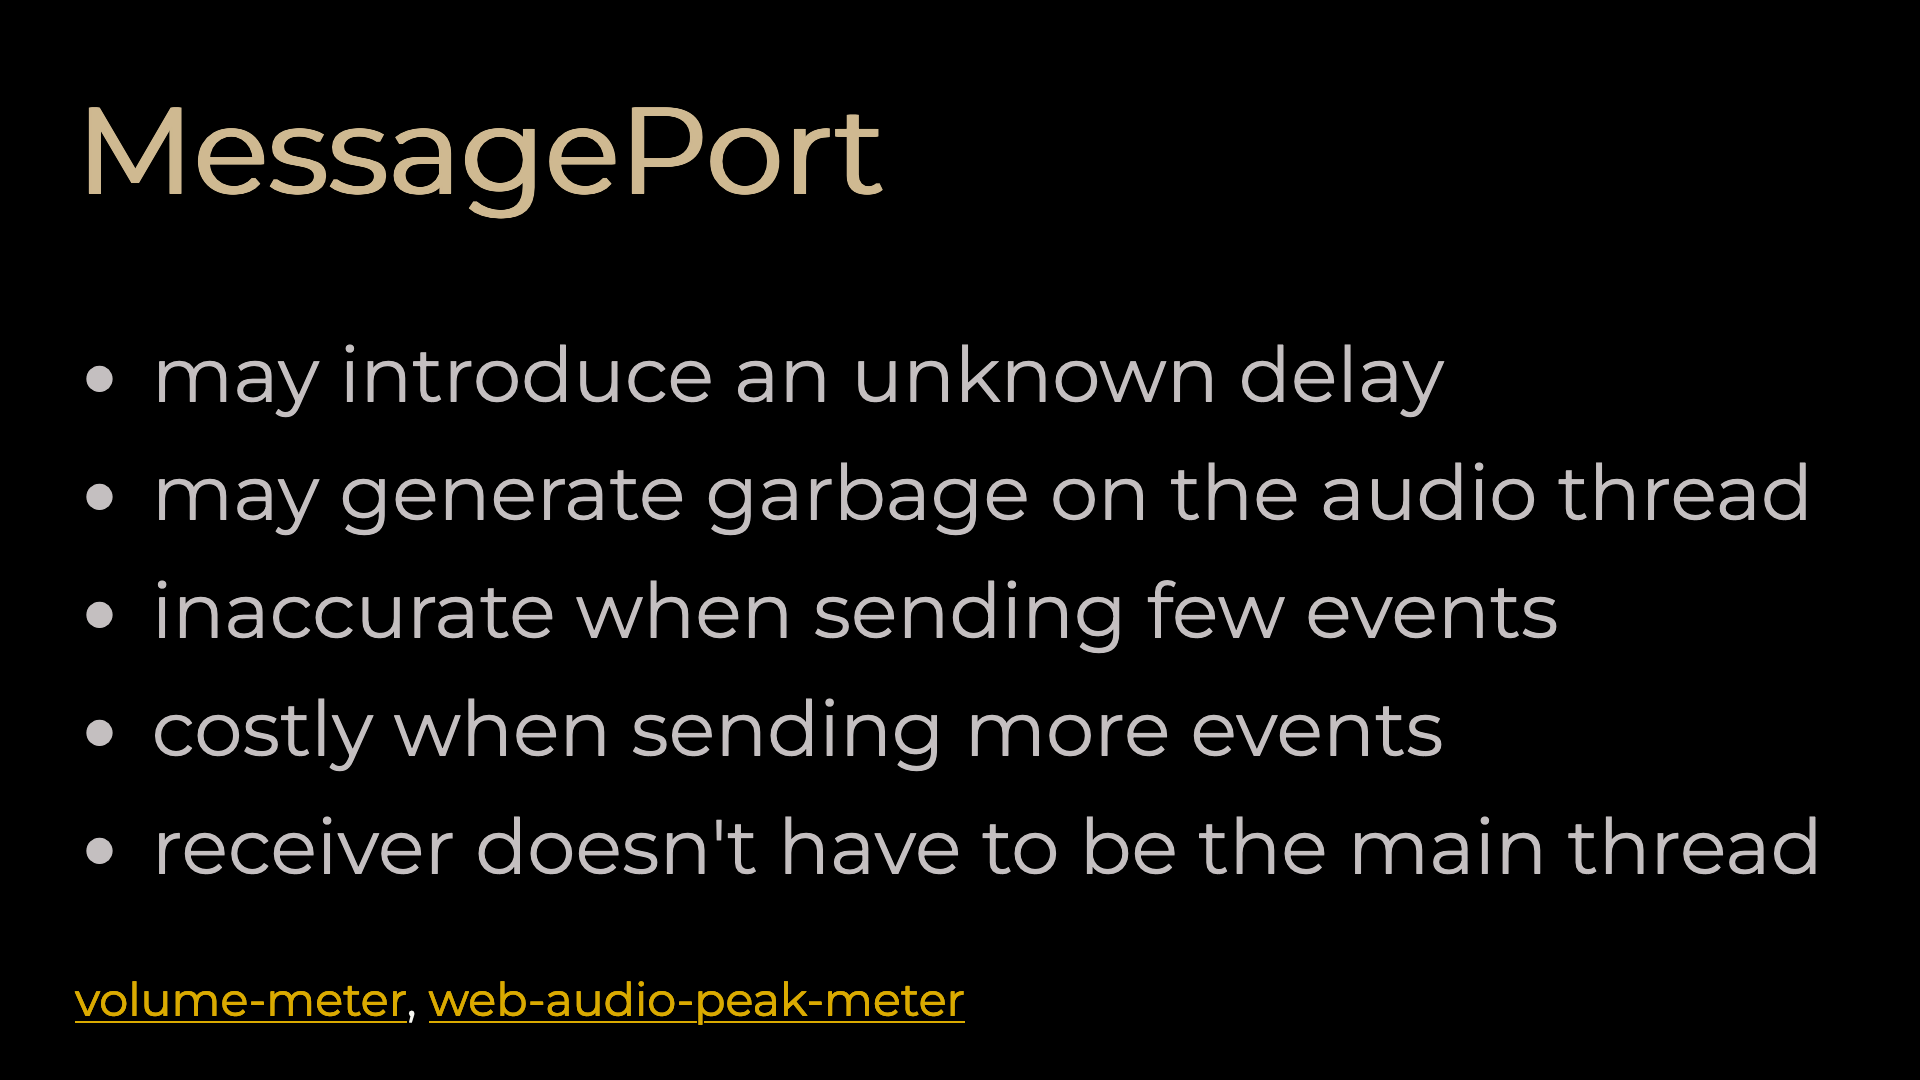 MessagePort
• may introduce an unknown delay
• may generate garbage on the audio thread
• inaccurate when sending few events
• costly when sending more events
• receiver doesn't have to be the main thread
volume-meter, web-audio-peak-meter